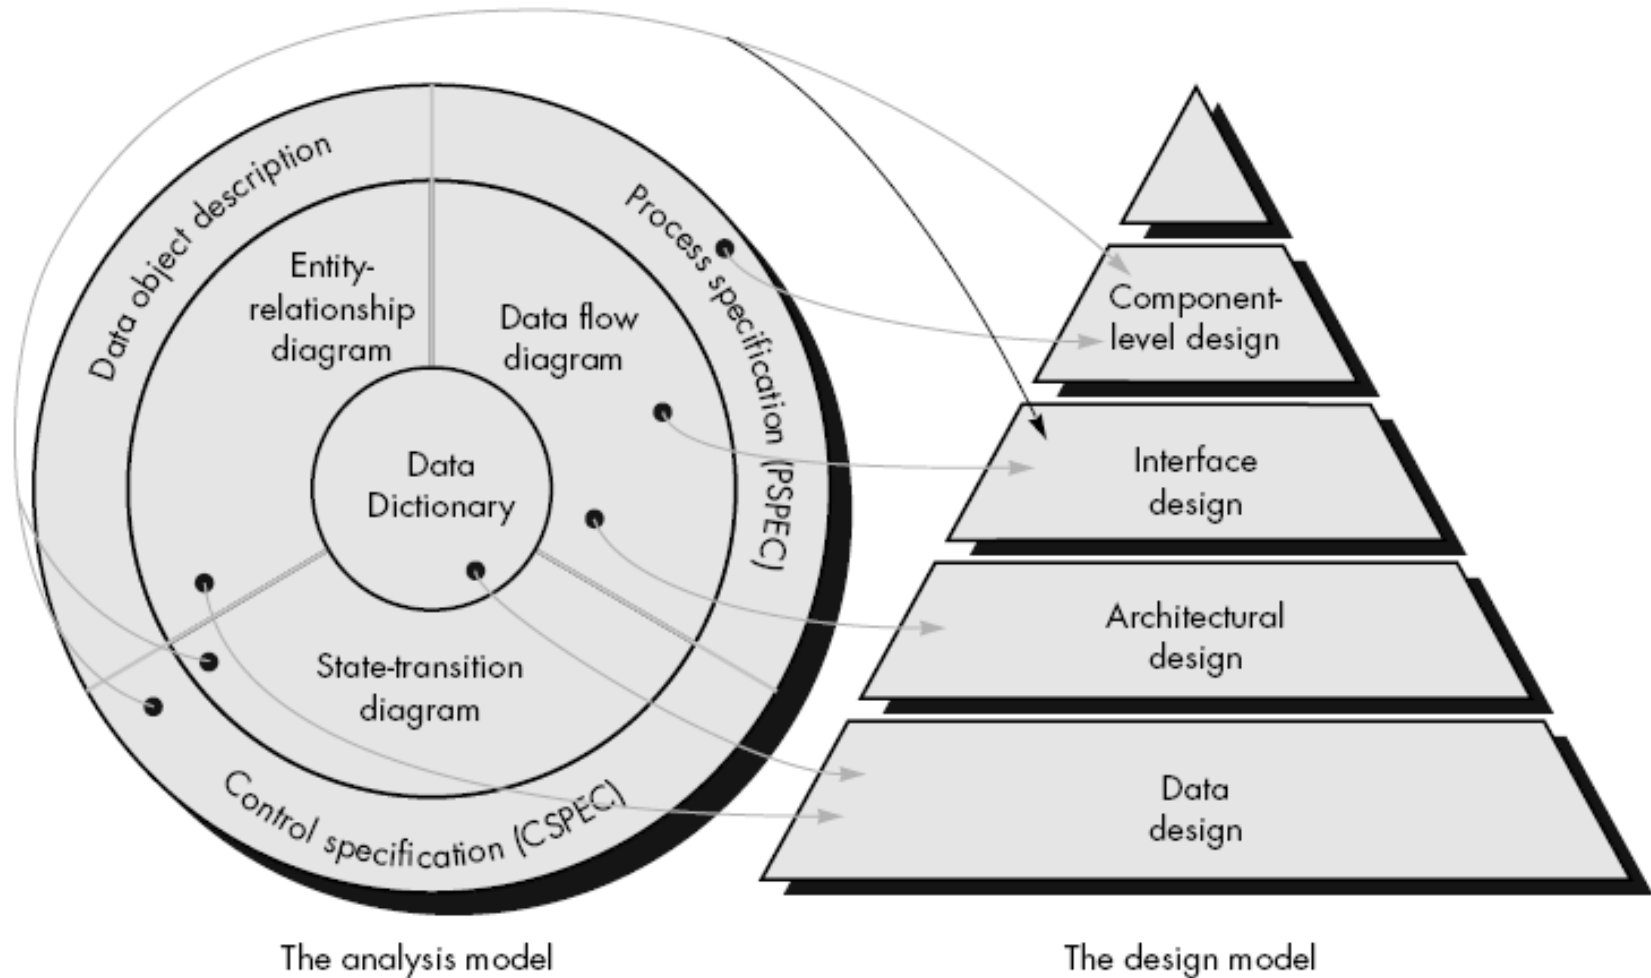 Data object description
Process specification (PSPEC)
Control specification (CSPEC)
Entity-
relationship
diagram
Data flow
diagram
Data
Dictionary
State-transition
diagram
The analysis model
Component-
level design
Interface
design
Architectural
design
Data
design
The design model